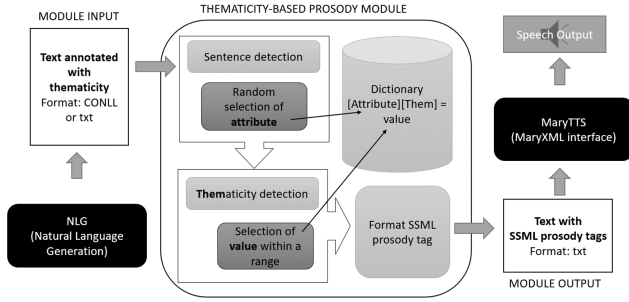 MODULE INPUT
Text annotated
with
thematicity
Format: CONLL
or txt
NLG
(Natural Language
Generation)
THEMATICITY-BASED PROSODY MODULE
Sentence detection
Random
selection of
attribute
Dictionary
[Attribute][Them] =
value
Thematicity detection
Selection of
value within a
range
Format SSML
prosody tag
Speech Output
MaryTTS
(MaryXML interface)
Text with
SSML prosody tags
Format: txt
MODULE OUTPUT